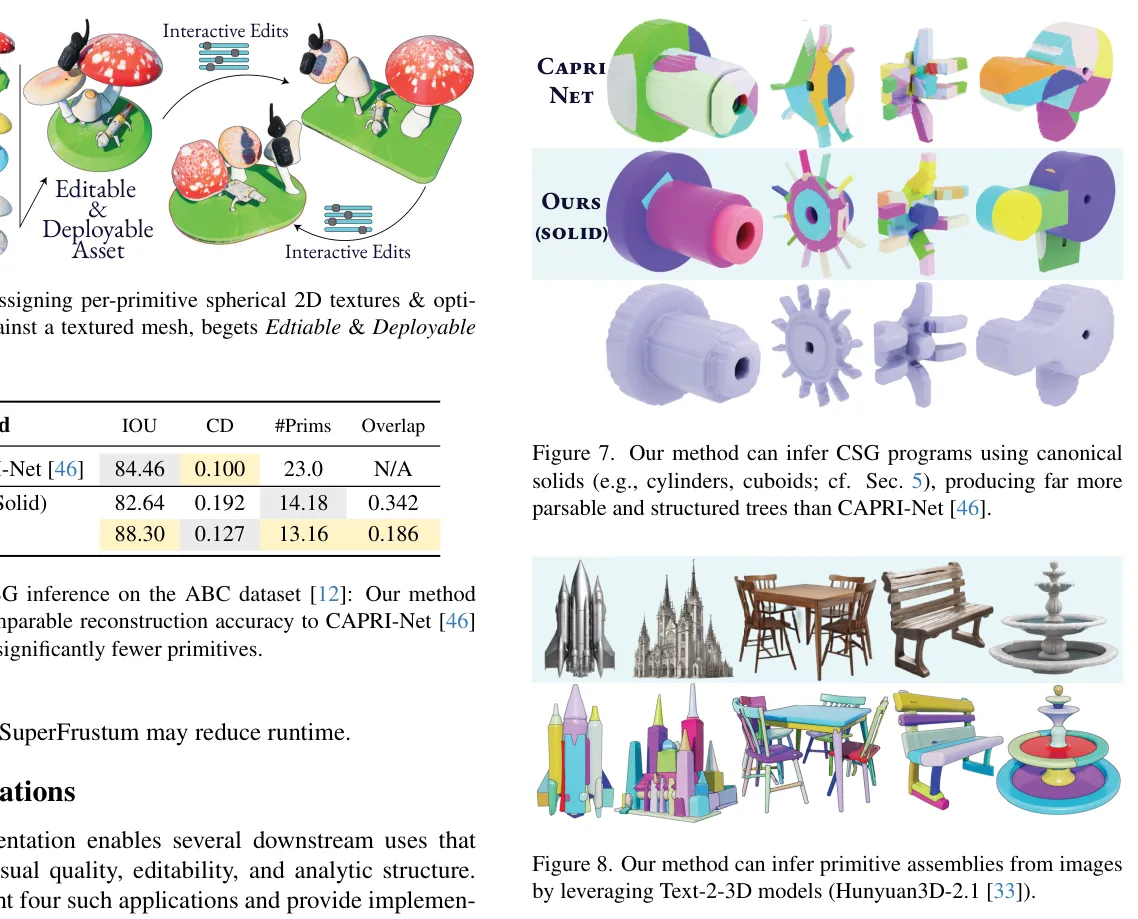 Interactive Edits
Editable
&
Deployable
Asset
Interactive Edits
ssigning per-primitive spherical 2D textures & opti-
ainst a textured mesh, begets Edtiable & Deployable
d IOU CD #Prims Overlap
I-Net [46] 84.46 0.100 23.0 N/A
Solid) 82.64 0.192 14.18 0.342
88.30 0.127 13.16 0.186
SG inference on the ABC dataset [12]: Our method
mparable reconstruction accuracy to CAPRI-Net [46]
significantly fewer primitives.
SuperFrustum may reduce runtime.
ations
entation enables several downstream uses that
sual quality, editability, and analytic structure.
nt four such applications and provide implemen-
CAPRI
NET
OURS
(SOLID)
Figure 7. Our method can infer CSG programs using canonical
solids (e.g., cylinders, cuboids; cf. Sec. 5), producing far more
parsable and structured trees than CAPRI-Net [46].
Figure 8. Our method can infer primitive assemblies from images
by leveraging Text-2-3D models (Hunyuan3D-2.1 [33]).